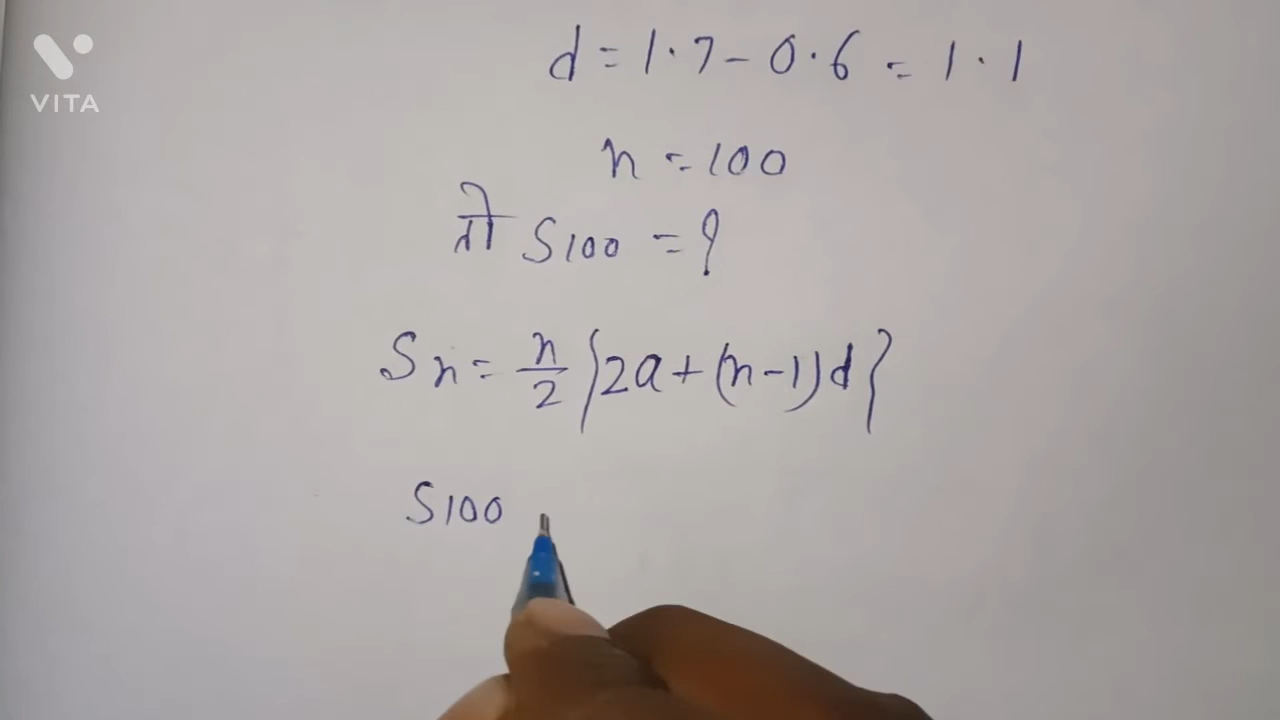 VITA
d = 1.7 - 0.6 = 1.1
n = 100
तो S100 = ?
Sn = n/2 {2a + (n-1)d}
S100